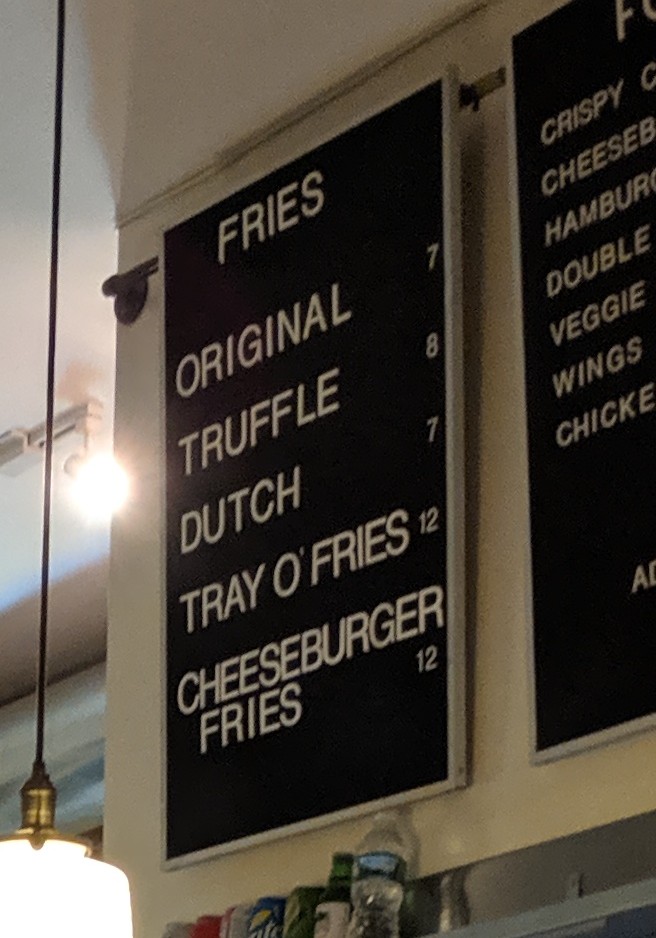 FRIES
ORIGINAL 7
TRUFFLE 8
DUTCH 7
TRAY O' FRIES 12
CHEESEBURGER
FRIES 12
CRISPY C
CHEESEB
HAMBURG
DOUBLE
VEGGIE
WINGS
CHICKE